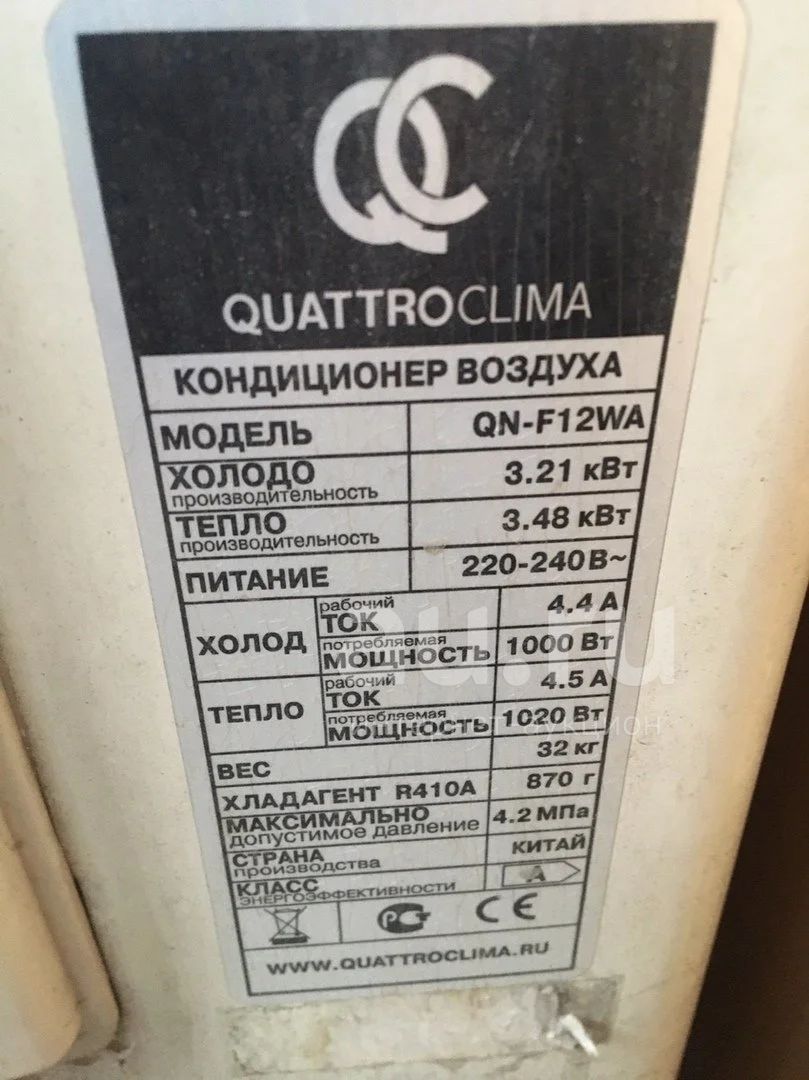 QC
QUATTROCLIMA
КОНДИЦИОНЕР ВОЗДУХА
МОДЕЛЬ QN-F12WA
ХОЛОДО производительность 3.21 кВт
ТЕПЛО производительность 3.48 кВт
ПИТАНИЕ 220-240В~
ХОЛОД
рабочий ТОК 4.4 А
потребляемая МОЩНОСТЬ 1000 Вт
ТЕПЛО
рабочий ТОК 4.5 А
потребляемая МОЩНОСТЬ 1020 Вт
ВЕС 32 кг
ХЛАДАГЕНТ R410A 870 г
МАКСИМАЛЬНО допустимое давление 4.2 МПа
СТРАНА производства КИТАЙ
КЛАСС энергоэффективности A
РС CE
WWW.QUATTROCLIMA.RU
u.ru
аукцион